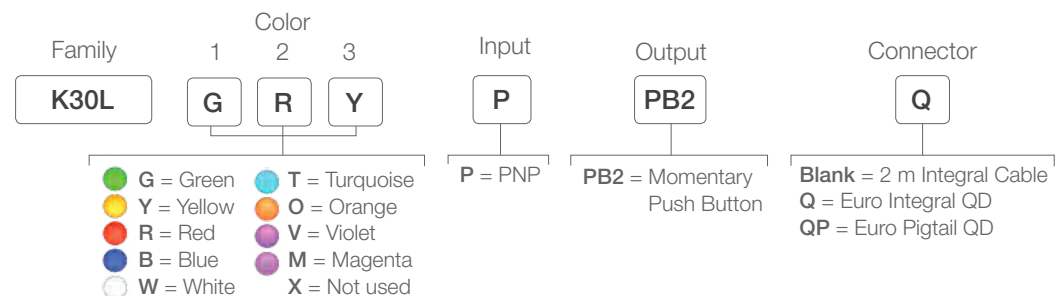 Color
Family 1 2 3 Input Output Connector
K30L G R Y P PB2 Q
G = Green T = Turquoise P = PNP PB2 = Momentary Blank = 2 m Integral Cable
Y = Yellow O = Orange Push Button Q = Euro Integral QD
R = Red V = Violet QP = Euro Pigtail QD
B = Blue M = Magenta
W = White X = Not used